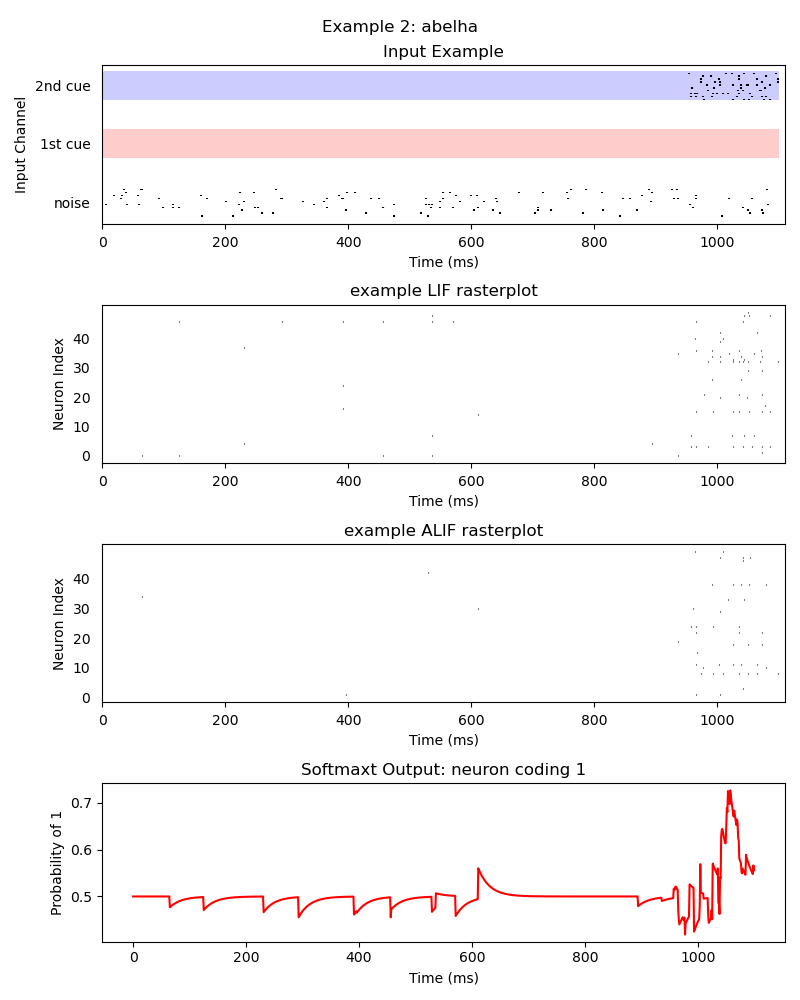 Example 2: abelha
Input Example
Input Channel
2nd cue
1st cue
noise
0 200 400 600 800 1000
Time (ms)
example LIF rasterplot
Neuron Index
40
30
20
10
0
0 200 400 600 800 1000
Time (ms)
example ALIF rasterplot
Neuron Index
40
30
20
10
0
0 200 400 600 800 1000
Time (ms)
Softmaxt Output: neuron coding 1
Probability of 1
0.7
0.6
0.5
0 200 400 600 800 1000
Time (ms)